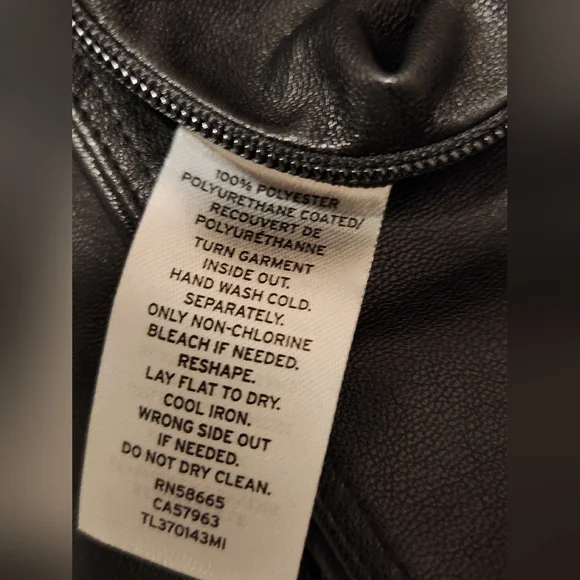 100% POLYESTER
POLYURETHANE COATED/
RECOUVERT DE
POLYURÉTHANNE
TURN GARMENT
INSIDE OUT.
HAND WASH COLD.
SEPARATELY.
ONLY NON-CHLORINE
BLEACH IF NEEDED.
RESHAPE.
LAY FLAT TO DRY.
COOL IRON.
WRONG SIDE OUT
IF NEEDED.
DO NOT DRY CLEAN.
RN58665
CA57963
TL370143MI